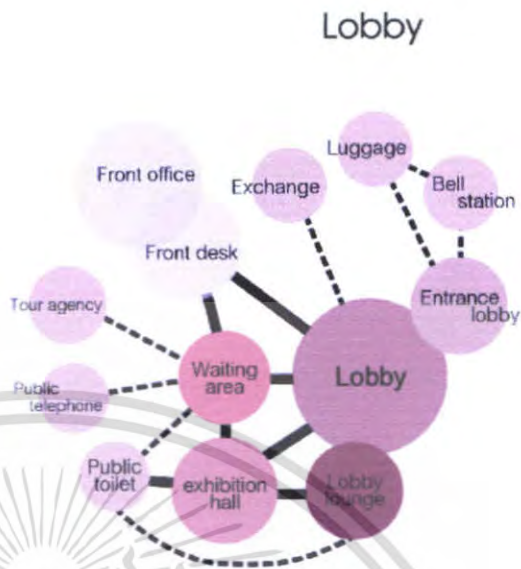 Lobby
Front office
Exchange
Luggage
Bell
station
Front desk
Entrance
lobby
Tour agency
Waiting
area
Lobby
Public
telephone
Public
toilet
exhibition
hall
Lobby
lounge